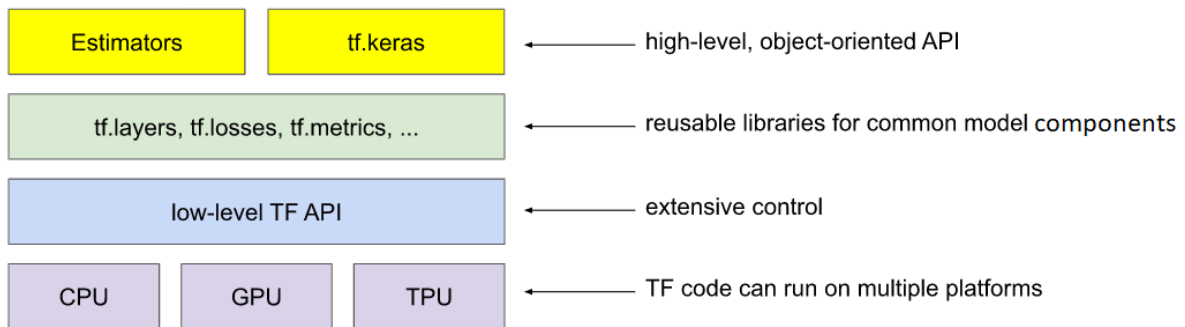 Estimators tf.keras high-level, object-oriented API
tf.layers, tf.losses, tf.metrics, ... reusable libraries for common model components
low-level TF API extensive control
CPU GPU TPU TF code can run on multiple platforms